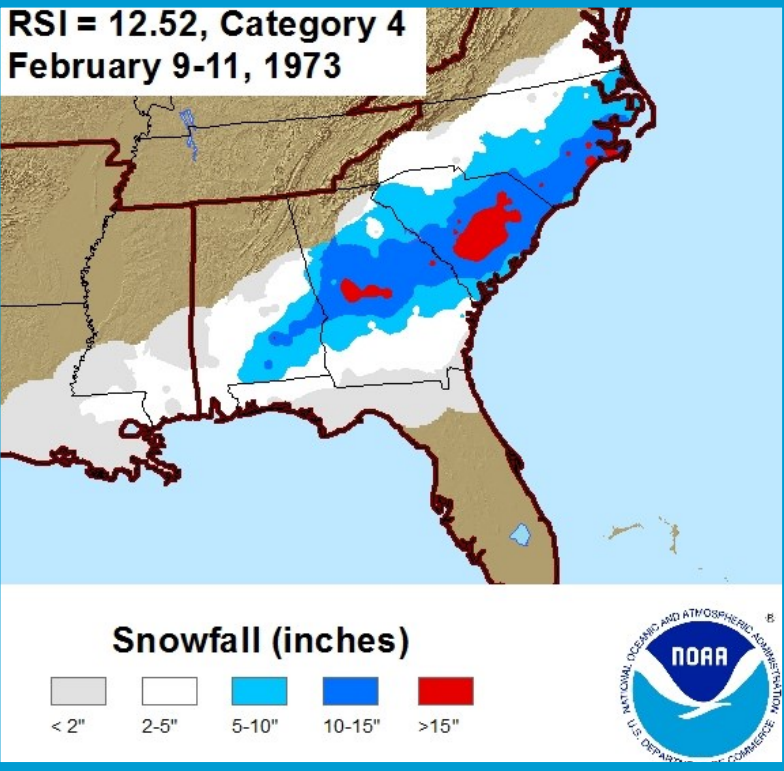 RSI = 12.52, Category 4
February 9-11, 1973
Snowfall (inches)
< 2"
2-5"
5-10"
10-15"
>15"
NATIONAL OCEANIC AND ATMOSPHERIC ADMINISTRATION
®
NOAA
U.S. DEPARTMENT OF COMMERCE